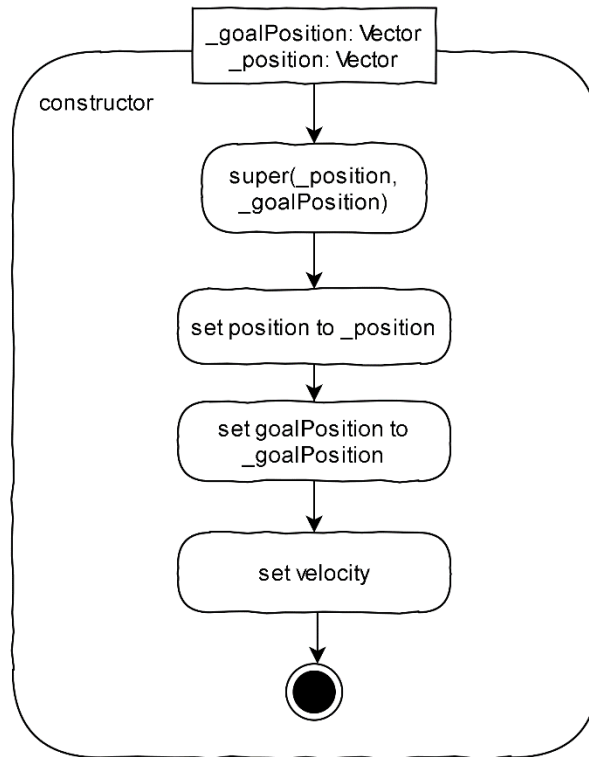 _goalPosition: Vector
_position: Vector
constructor
super(_position,
_goalPosition)
set position to _position
set goalPosition to
_goalPosition
set velocity